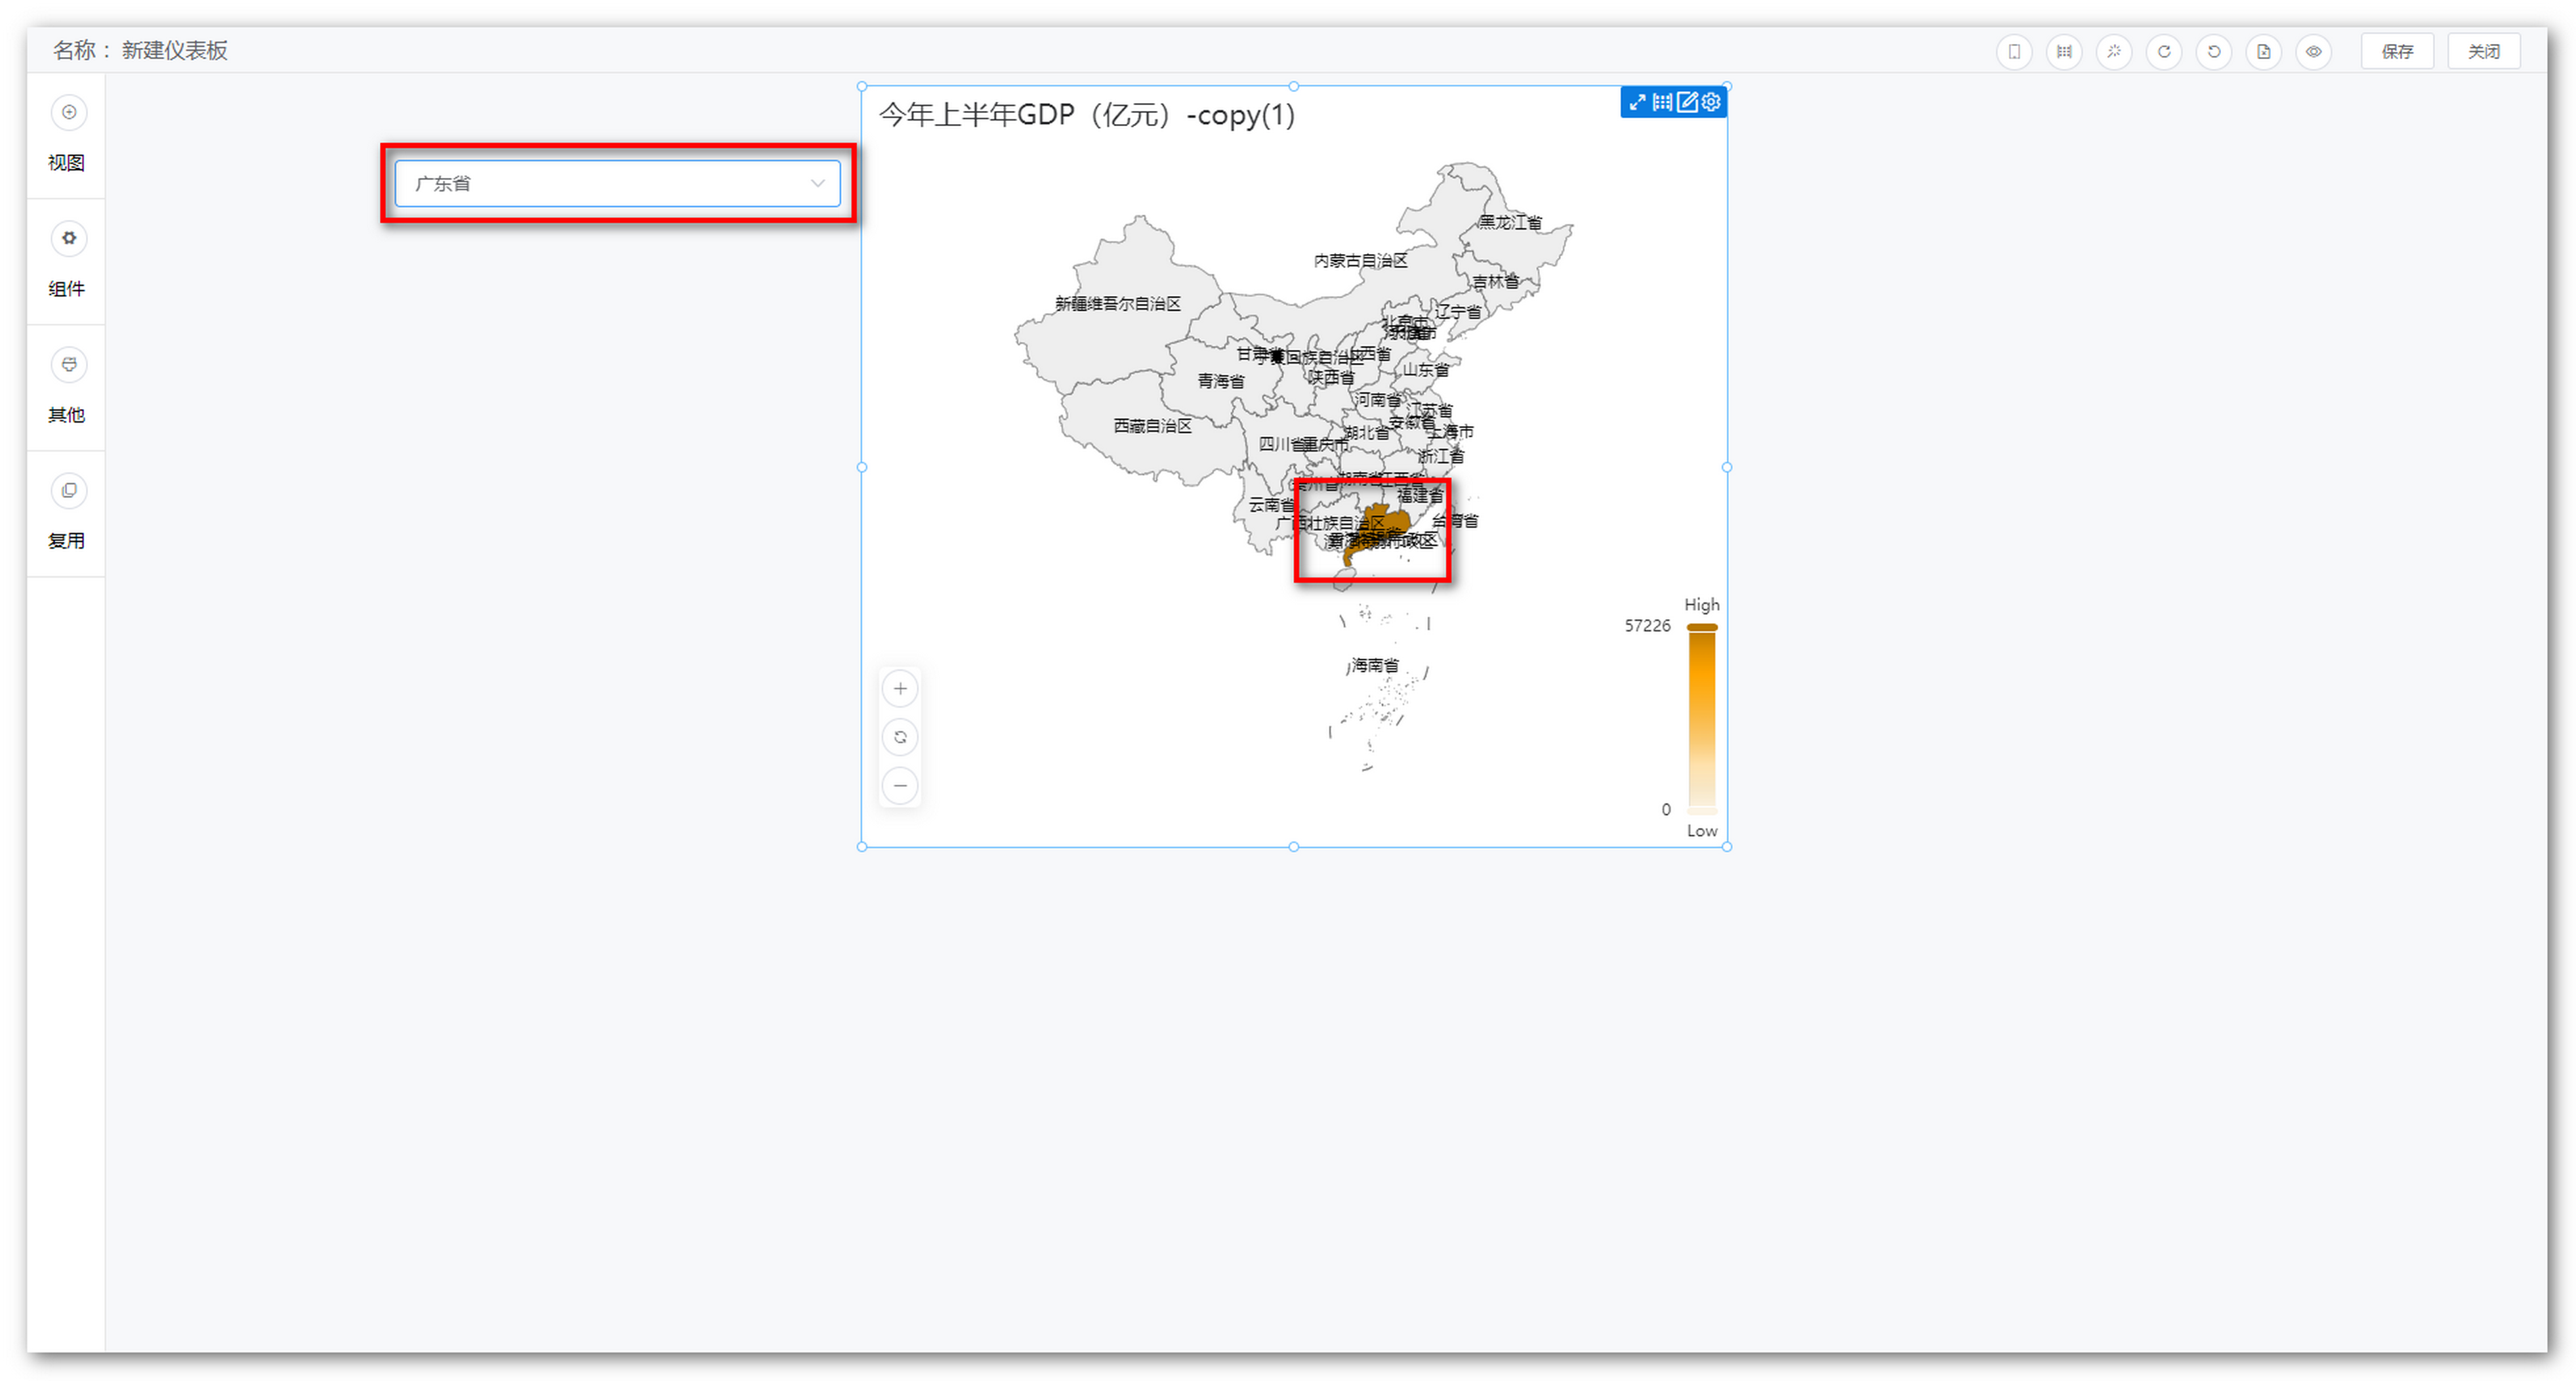 名称： 新建仪表板
保存
关闭
视图
组件
其他
复用
广东省
今年上半年GDP（亿元）-copy(1)
黑龙江省
内蒙古自治区
吉林省
新疆维吾尔自治区
辽宁省
北京市
甘肃省
宁夏回族自治区
山西省
山东省
青海省
陕西省
河南省
江苏省
西藏自治区
安徽省
上海市
湖北省
四川省
重庆市
浙江省
湖南省
江西省
贵州省
福建省
云南省
广西壮族自治区
台湾省
海南省
High
57226
0
Low